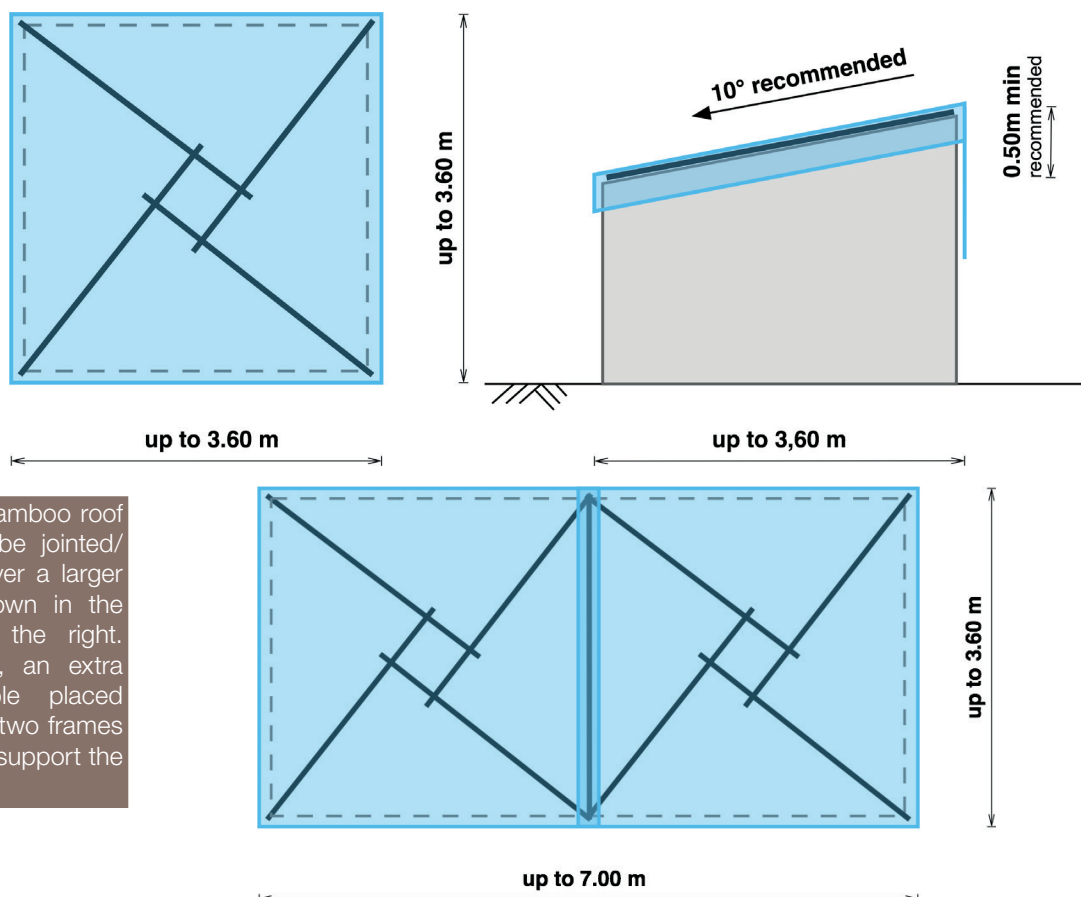 up to 3.60 m
10° recommended
0.50m min
recommended
up to 3.60 m
up to 3,60 m
amboo roof
be jointed/
er a larger
own in the
the right.
, an extra
le placed
two frames
support the
up to 3.60 m
up to 7.00 m